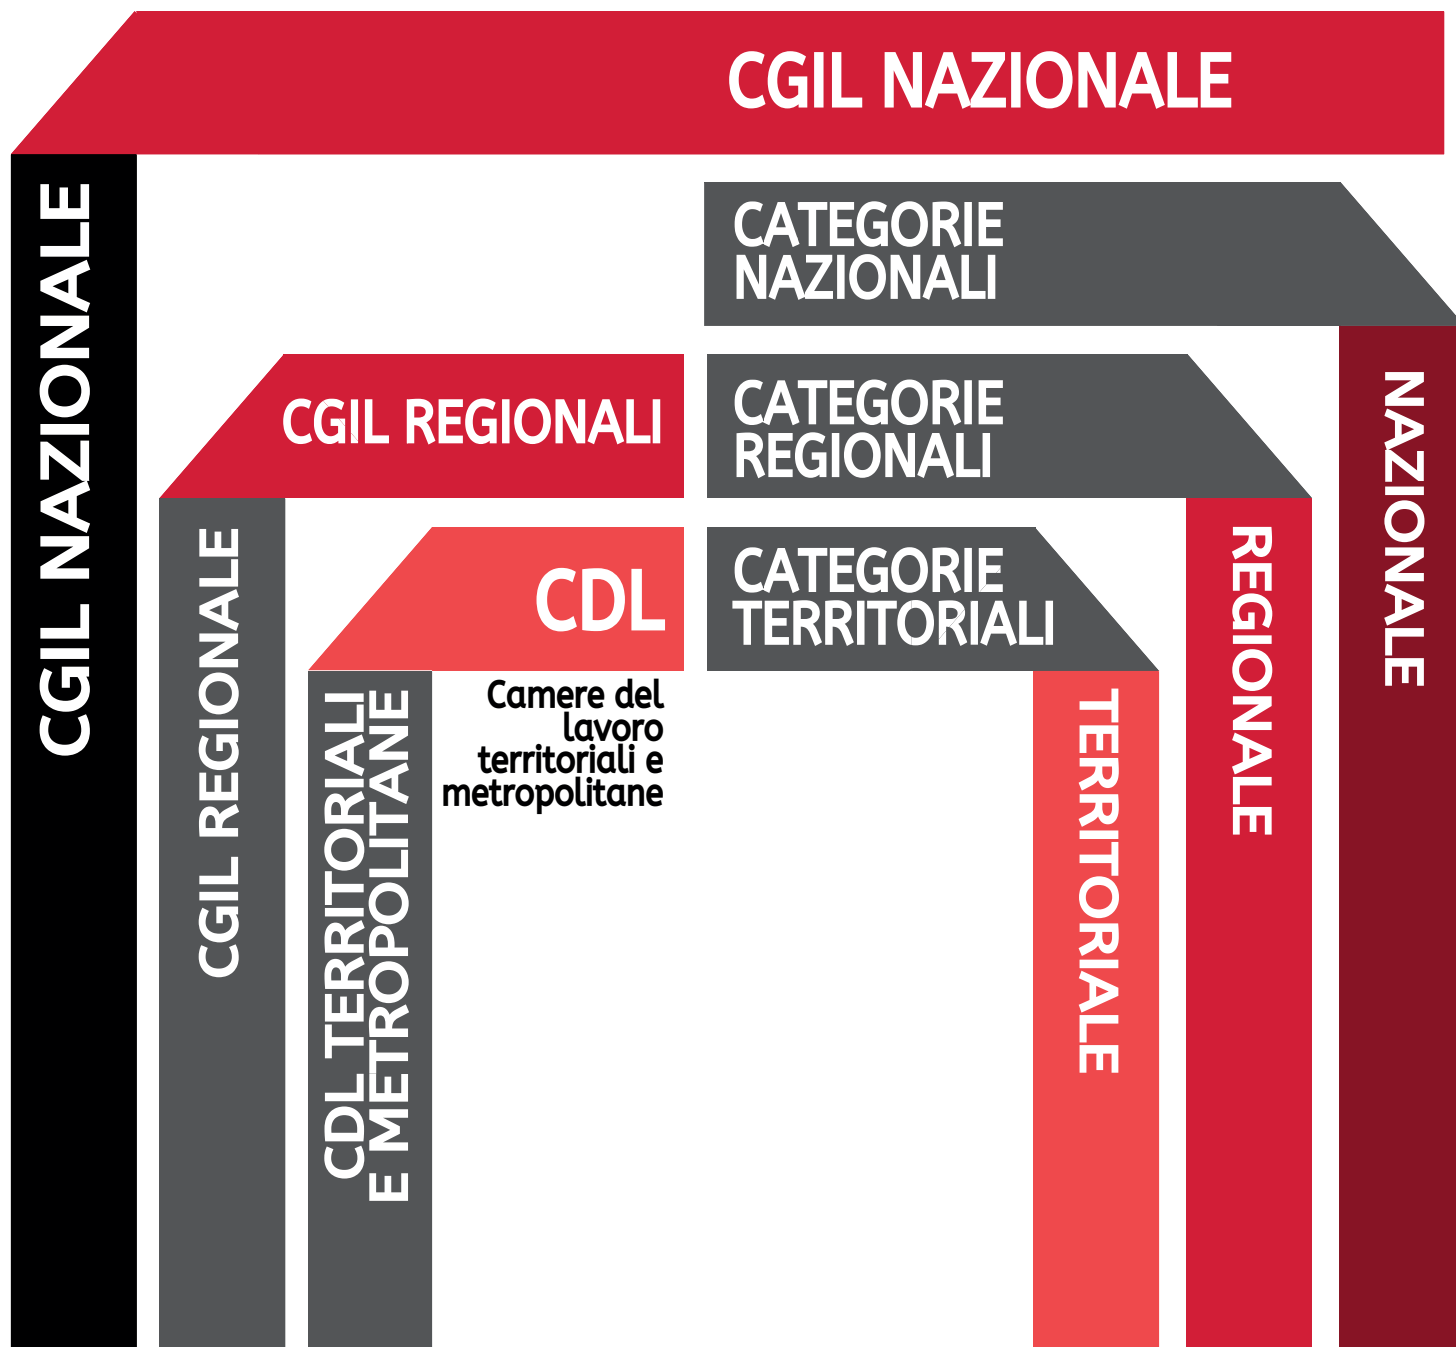 CGIL NAZIONALE
CATEGORIE
NAZIONALI
CGIL REGIONALI
CATEGORIE
REGIONALI
CDL
CATEGORIE
TERRITORIALI
Camere del
lavoro
territoriali e
metropolitane
CGIL NAZIONALE
CGIL REGIONALE
CDL TERRITORIALI
E METROPOLITANE
TERRITORIALE
REGIONALE
NAZIONALE